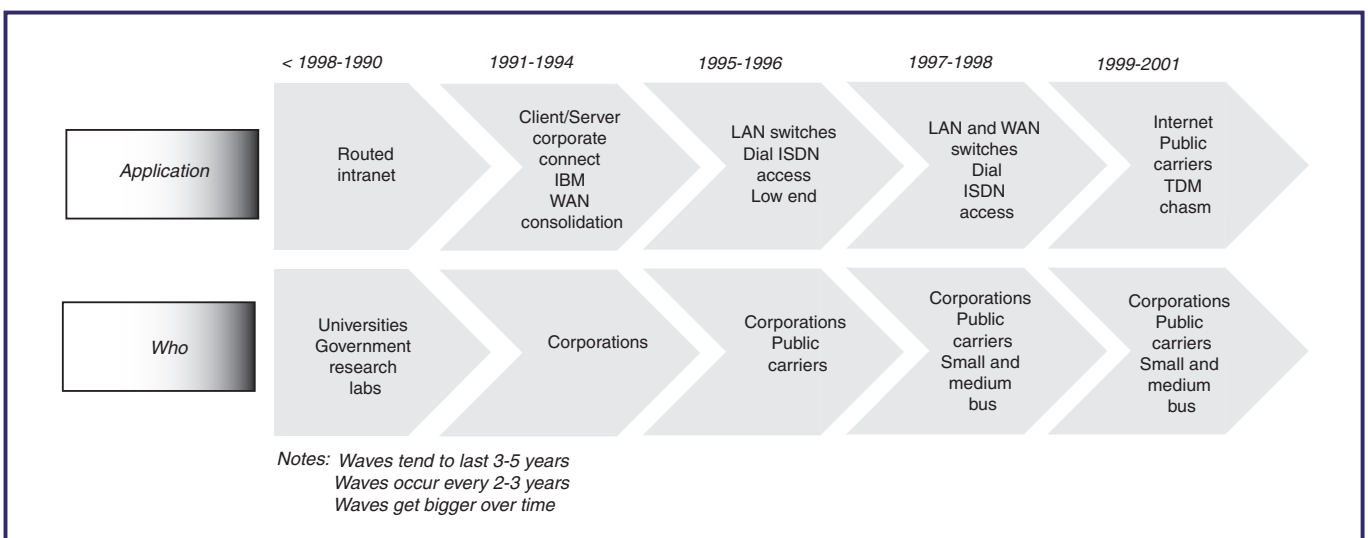 < 1998-1990
1991-1994
1995-1996
1997-1998
1999-2001
Application
Routed
intranet
Client/Server
corporate
connect
IBM
WAN
consolidation
LAN switches
Dial ISDN
access
Low end
LAN and WAN
switches
Dial
ISDN
access
Internet
Public
carriers
TDM
chasm
Who
Universities
Government
research
labs
Corporations
Corporations
Public
carriers
Corporations
Public
carriers
Small and
medium
bus
Corporations
Public
carriers
Small and
medium
bus
Notes: Waves tend to last 3-5 years
Waves occur every 2-3 years
Waves get bigger over time